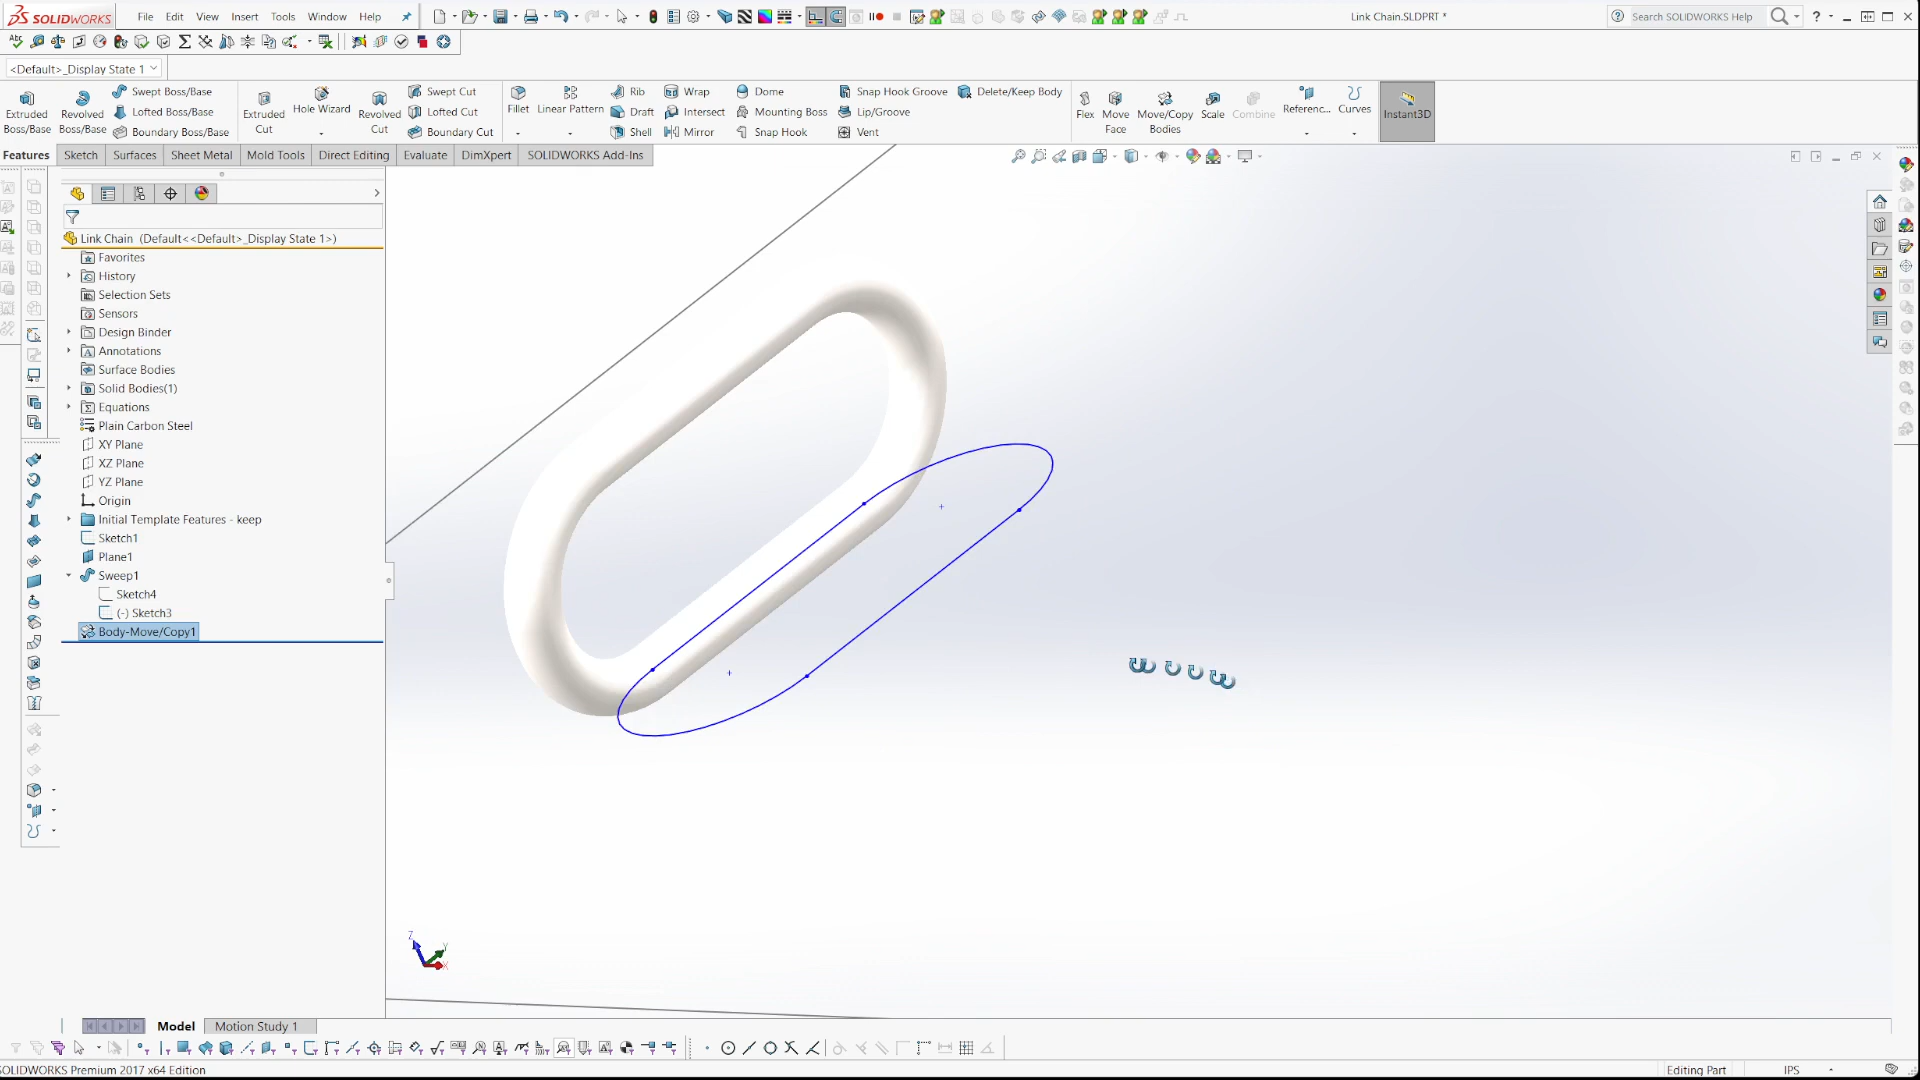 SOLIDWORKS File Edit View Insert Tools Window Help Link Chain.SLDPRT * Search SOLIDWORKS Help
<Default>_Display State 1
Extruded Boss/Base
Revolved Boss/Base
Swept Boss/Base
Lofted Boss/Base
Boundary Boss/Base
Extruded Cut
Hole Wizard
Revolved Cut
Swept Cut
Lofted Cut
Boundary Cut
Fillet
Linear Pattern
Rib
Draft
Shell
Wrap
Intersect
Mirror
Dome
Mounting Boss
Snap Hook
Snap Hook Groove
Lip/Groove
Vent
Delete/Keep Body
Flex
Move Face
Move/Copy Bodies
Scale
Combine
Referenc...
Curves
Instant3D
Features Sketch Surfaces Sheet Metal Mold Tools Direct Editing Evaluate DimXpert SOLIDWORKS Add-Ins
Link Chain (Default<<Default>_Display State 1>)
Favorites
History
Selection Sets
Sensors
Design Binder
Annotations
Surface Bodies
Solid Bodies(1)
Equations
Plain Carbon Steel
XY Plane
XZ Plane
YZ Plane
Origin
Initial Template Features - keep
Sketch1
Plane1
Sweep1
Sketch4
(-) Sketch3
Body-Move/Copy1
Z
Y
X
Model Motion Study 1
SOLIDWORKS Premium 2017 x64 Edition Editing Part IPS